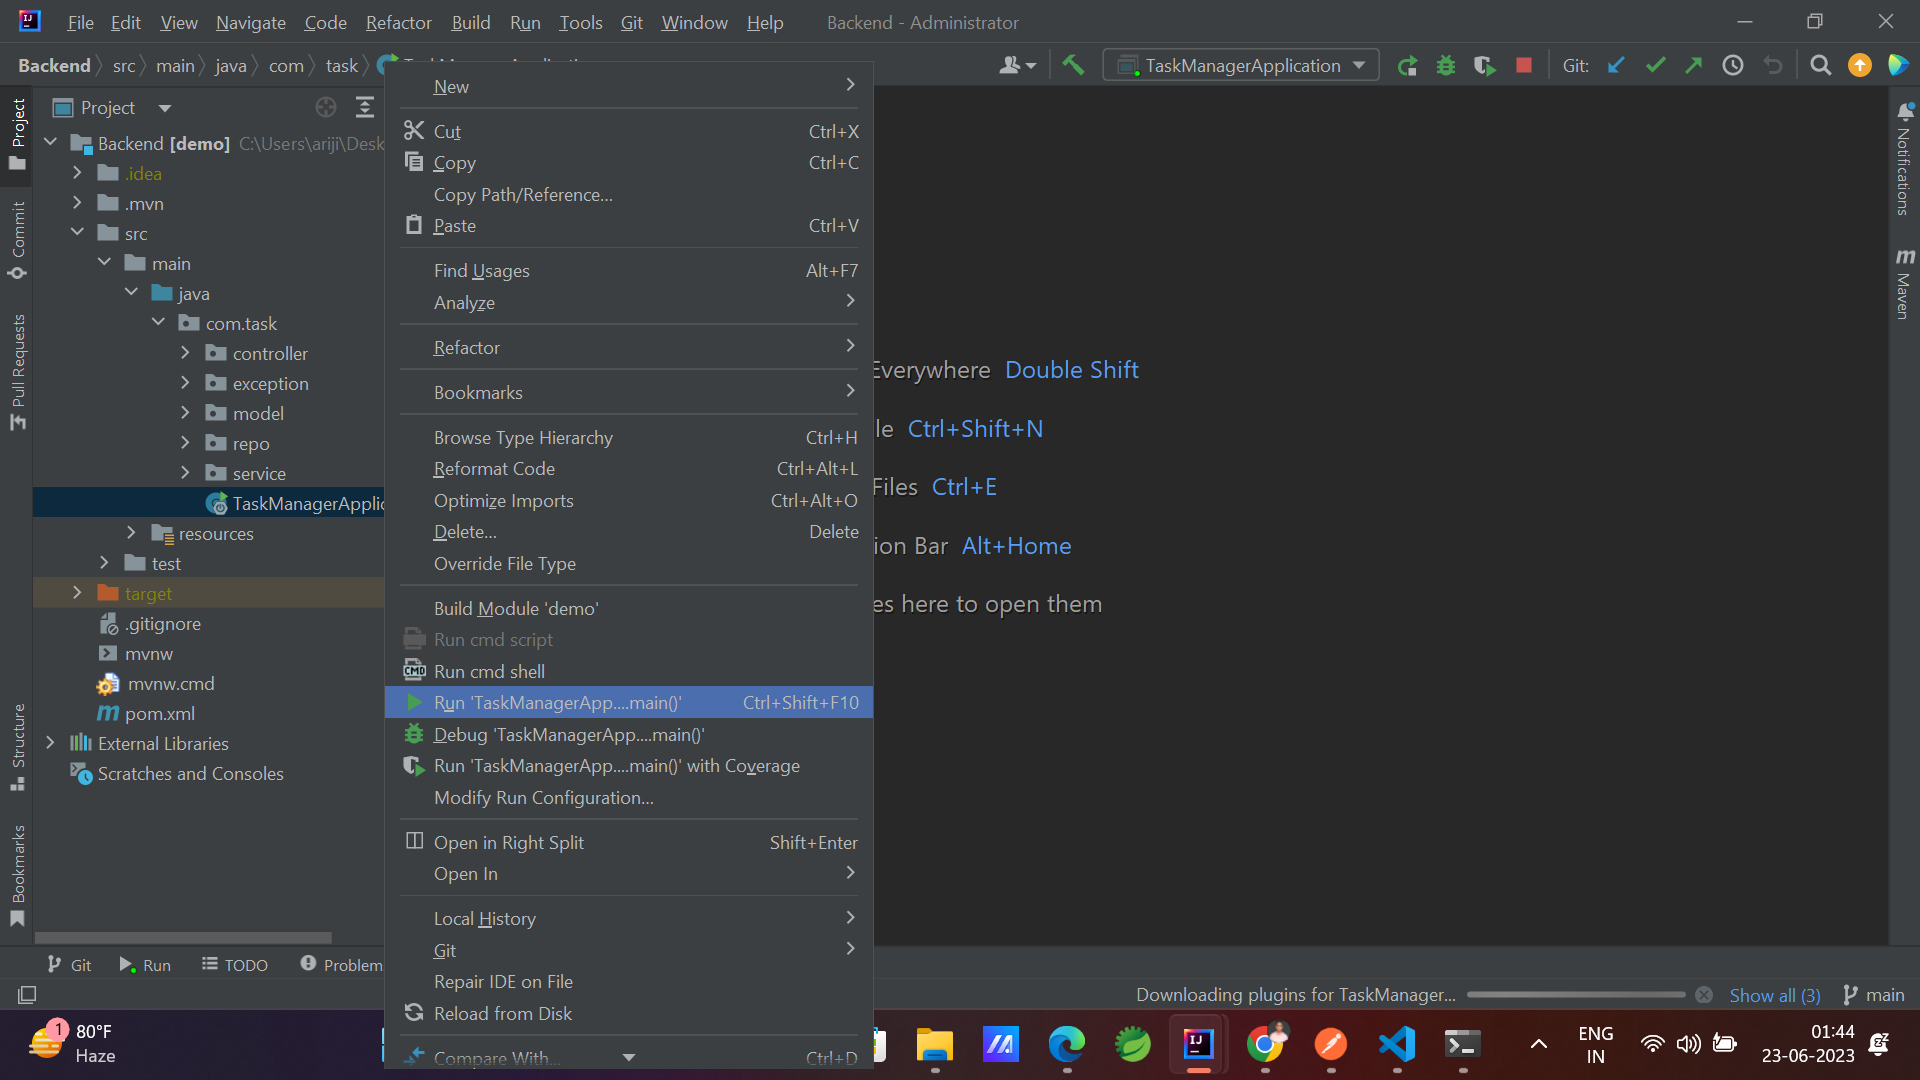 File Edit View Navigate Code Refactor Build Run Tools Git Window Help Backend - Administrator
Backend src main java com task
TaskManagerApplication Git:
Project
Project
Commit
Pull Requests
Structure
Bookmarks
Backend [demo] C:\Users\ariji\Desk
.idea
.mvn
src
main
java
com.task
controller
exception
model
repo
service
TaskManagerApplic
resources
test
target
.gitignore
mvnw
mvnw.cmd
pom.xml
External Libraries
Scratches and Consoles
New
Cut Ctrl+X
Copy Ctrl+C
Copy Path/Reference...
Paste Ctrl+V
Find Usages Alt+F7
Analyze
Refactor
Bookmarks
Browse Type Hierarchy Ctrl+H
Reformat Code Ctrl+Alt+L
Optimize Imports Ctrl+Alt+O
Delete... Delete
Override File Type
Build Module 'demo'
Run cmd script
CMD Run cmd shell
Run 'TaskManagerApp....main()' Ctrl+Shift+F10
Debug 'TaskManagerApp....main()'
Run 'TaskManagerApp....main()' with Coverage
Modify Run Configuration...
Open in Right Split Shift+Enter
Open In
Local History
Git
Repair IDE on File
Reload from Disk
Compare With... Ctrl+D
Everywhere Double Shift
le Ctrl+Shift+N
Files Ctrl+E
ion Bar Alt+Home
es here to open them
Notifications
m Maven
Git Run TODO Problem
Downloading plugins for TaskManager... Show all (3) main
1 80°F
Haze
IJ
ENG
IN
01:44
23-06-2023